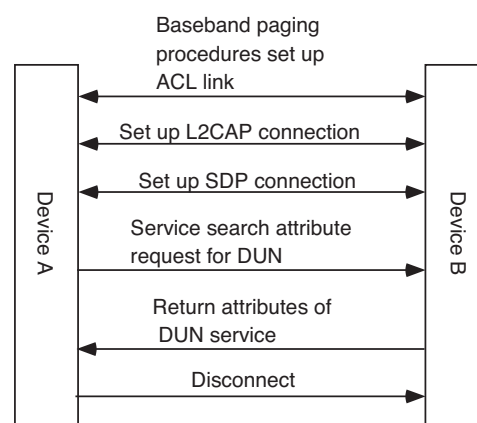 Baseband paging
procedures set up
ACL link
Set up L2CAP connection
Set up SDP connection
Service search attribute
request for DUN
Return attributes of
DUN service
Disconnect
Device A
Device B